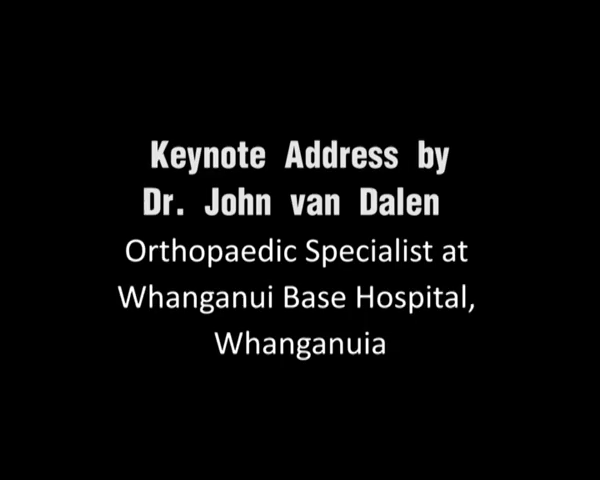 Keynote Address by
Dr. John van Dalen
Orthopaedic Specialist at
Whanganui Base Hospital,
Whanganuia